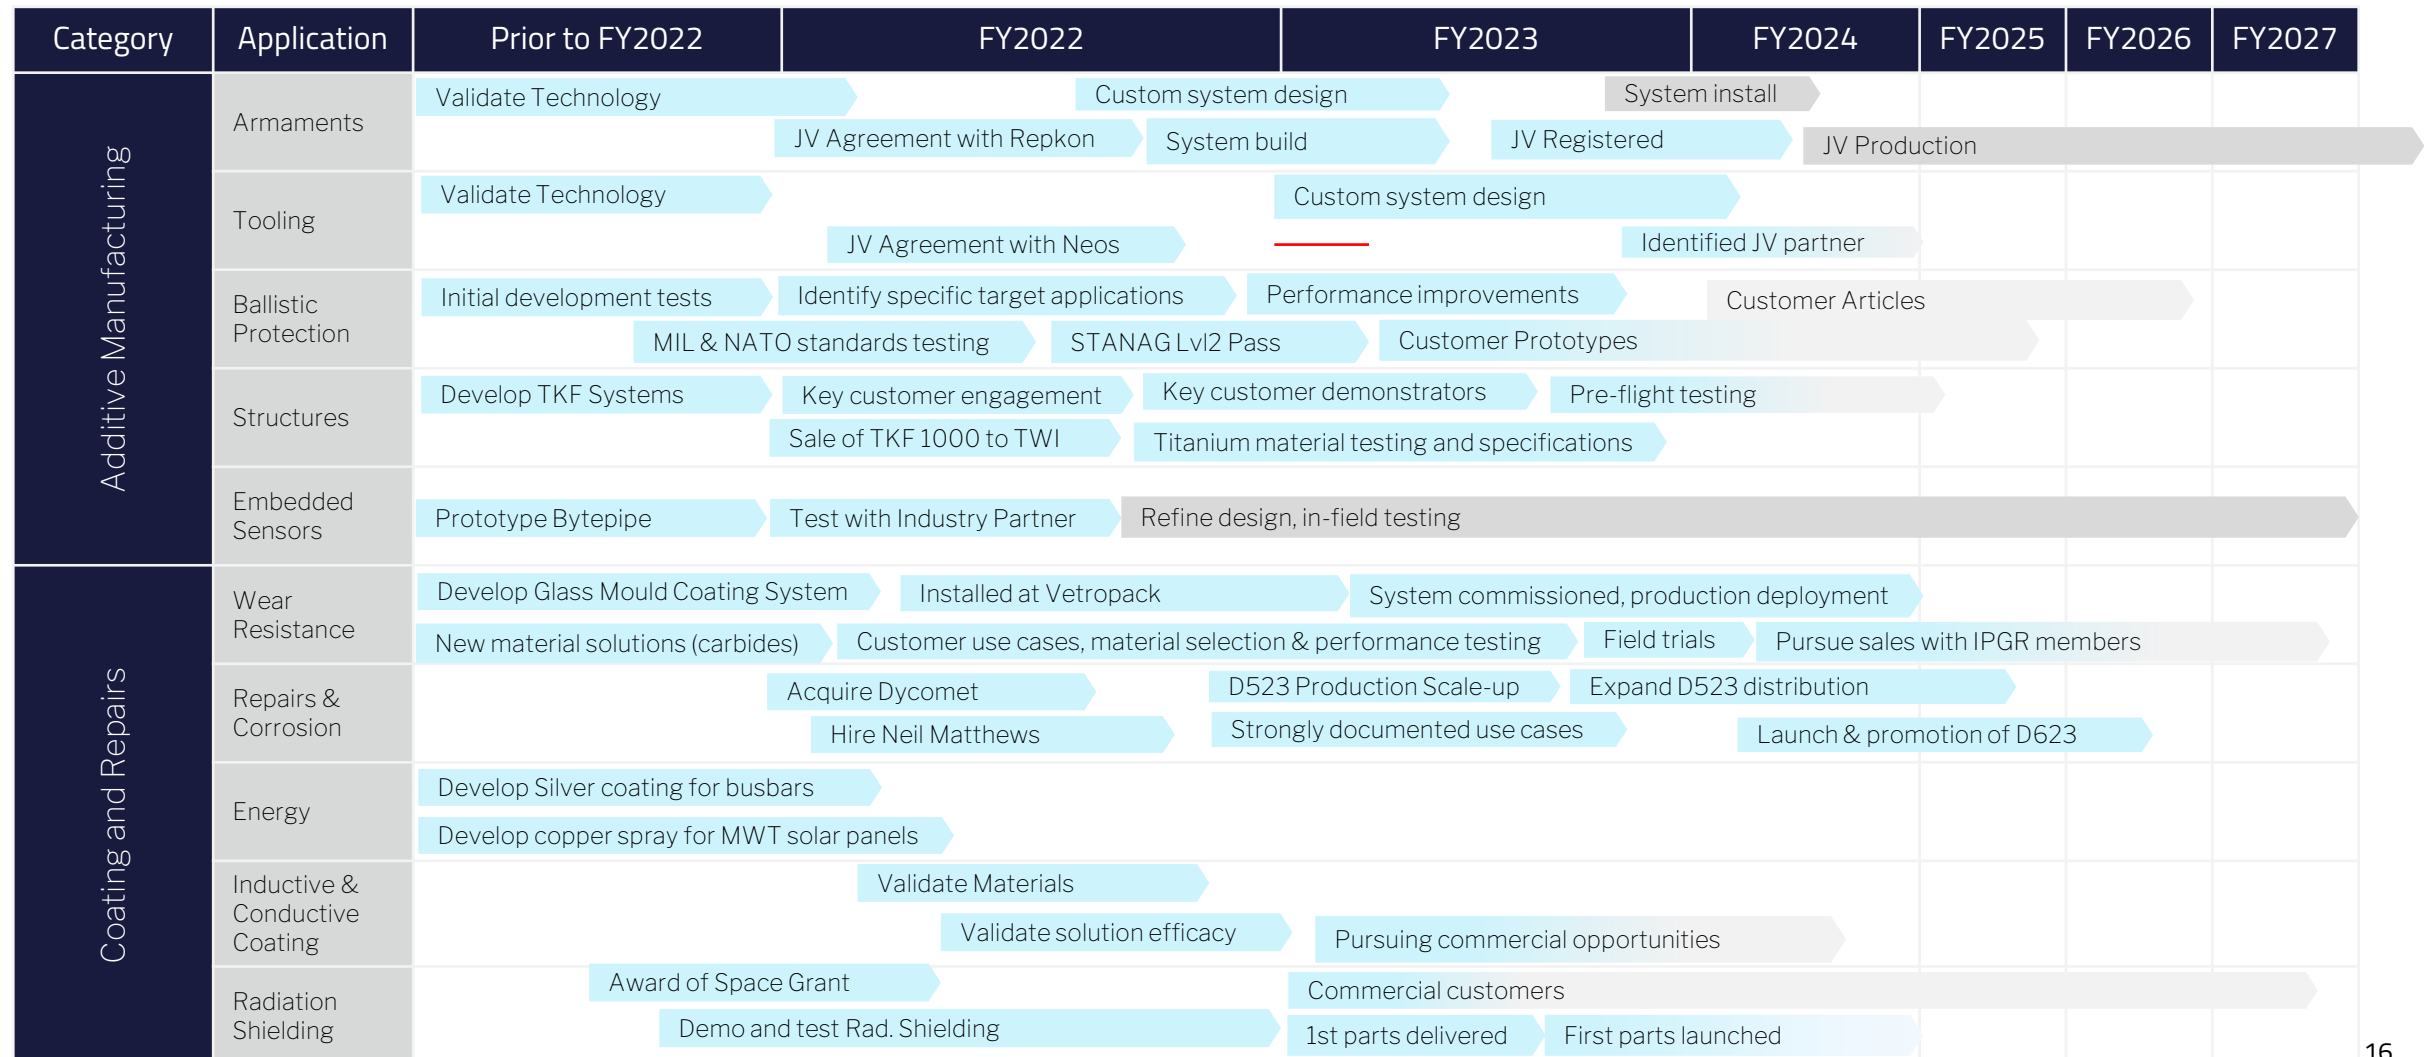 Category
Application
Prior to FY2022
FY2022
FY2023
FY2024
FY2025
FY2026
FY2027
Additive Manufacturing
Armaments
Validate Technology
Custom system design
System install
JV Agreement with Repkon
System build
JV Registered
JV Production
Tooling
Validate Technology
Custom system design
JV Agreement with Neos
Identified JV partner
Ballistic
Protection
Initial development tests
Identify specific target applications
Performance improvements
Customer Articles
MIL & NATO standards testing
STANAG Lvl2 Pass
Customer Prototypes
Structures
Develop TKF Systems
Key customer engagement
Key customer demonstrators
Pre-flight testing
Sale of TKF 1000 to TWI
Titanium material testing and specifications
Embedded
Sensors
Prototype Bytepipe
Test with Industry Partner
Refine design, in-field testing
Coating and Repairs
Wear
Resistance
Develop Glass Mould Coating System
Installed at Vetropack
System commissioned, production deployment
New material solutions (carbides)
Customer use cases, material selection & performance testing
Field trials
Pursue sales with IPGR members
Repairs &
Corrosion
Acquire Dycomet
D523 Production Scale-up
Expand D523 distribution
Hire Neil Matthews
Strongly documented use cases
Launch & promotion of D623
Energy
Develop Silver coating for busbars
Develop copper spray for MWT solar panels
Inductive &
Conductive
Coating
Validate Materials
Validate solution efficacy
Pursuing commercial opportunities
Radiation
Shielding
Award of Space Grant
Commercial customers
Demo and test Rad. Shielding
1st parts delivered
First parts launched
16